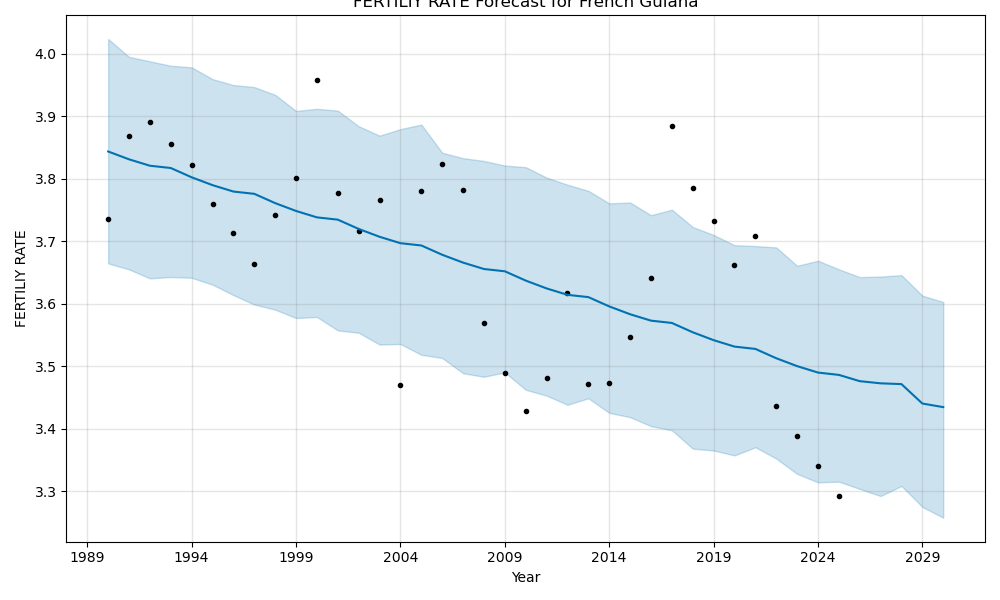 FERTILIY RATE Forecast for French Guiana
4.0
3.9
3.8
3.7
3.6
3.5
3.4
3.3
FERTILIY RATE
1989 1994 1999 2004 2009 2014 2019 2024 2029
Year